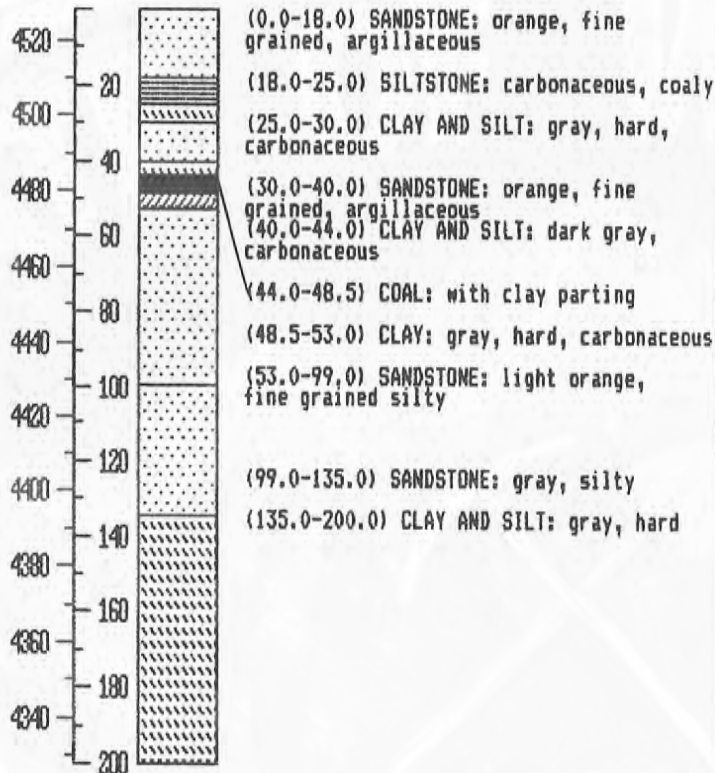 4520
4500
4480
4460
4440
4420
4400
4380
4360
4340
20
40
60
80
100
120
140
160
180
200
(0.0-18.0) SANDSTONE: orange, fine
grained, argillaceous
(18.0-25.0) SILTSTONE: carbonaceous, coaly
(25.0-30.0) CLAY AND SILT: gray, hard,
carbonaceous
(30.0-40.0) SANDSTONE: orange, fine
grained, argillaceous
(40.0-44.0) CLAY AND SILT: dark gray,
carbonaceous
(44.0-48.5) COAL: with clay parting
(48.5-53.0) CLAY: gray, hard, carbonaceous
(53.0-99.0) SANDSTONE: light orange,
fine grained silty
(99.0-135.0) SANDSTONE: gray, silty
(135.0-200.0) CLAY AND SILT: gray, hard